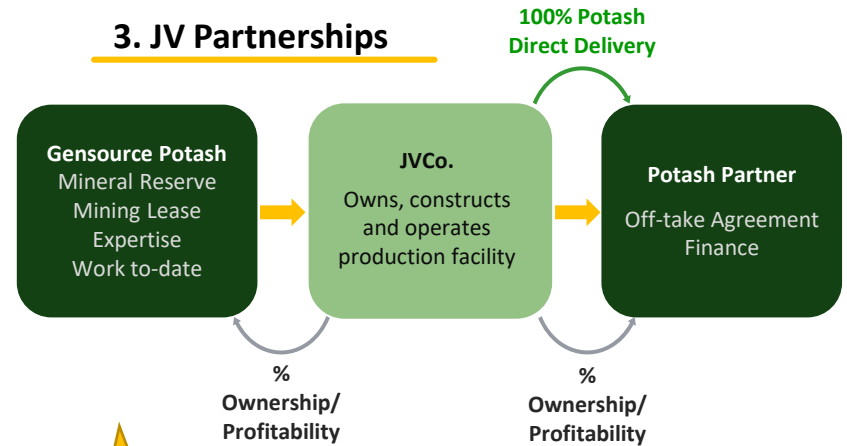 3. JV Partnerships
100% Potash
Direct Delivery
Gensource Potash
Mineral Reserve
Mining Lease
Expertise
Work to-date
JVCo.
Owns, constructs
and operates
production facility
Potash Partner
Off-take Agreement
Finance
%
Ownership/
Profitability
%
Ownership/
Profitability